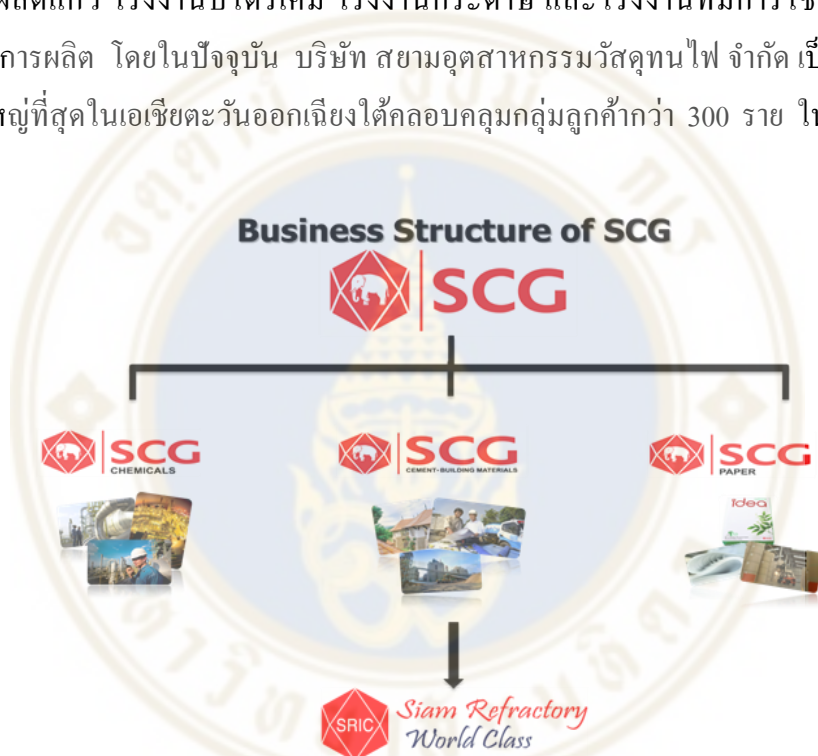 การผลิต โดยในปัจจุบัน บริษัท สยามอุตสาหกรรมวัสดุทนไฟ จำกัด
ใหญ่ที่สุดในเอเชียตะวันออกเฉียงใต้คลอบคลุมกลุ่มลูกค้ากว่า 300 ราย
Business Structure of SCG
SCG
SCG
CHEMICALS
SCG
CEMENT-BUILDING MATERIALS
SCG
PAPER
idea
SRIC
Siam Refractory
World Class